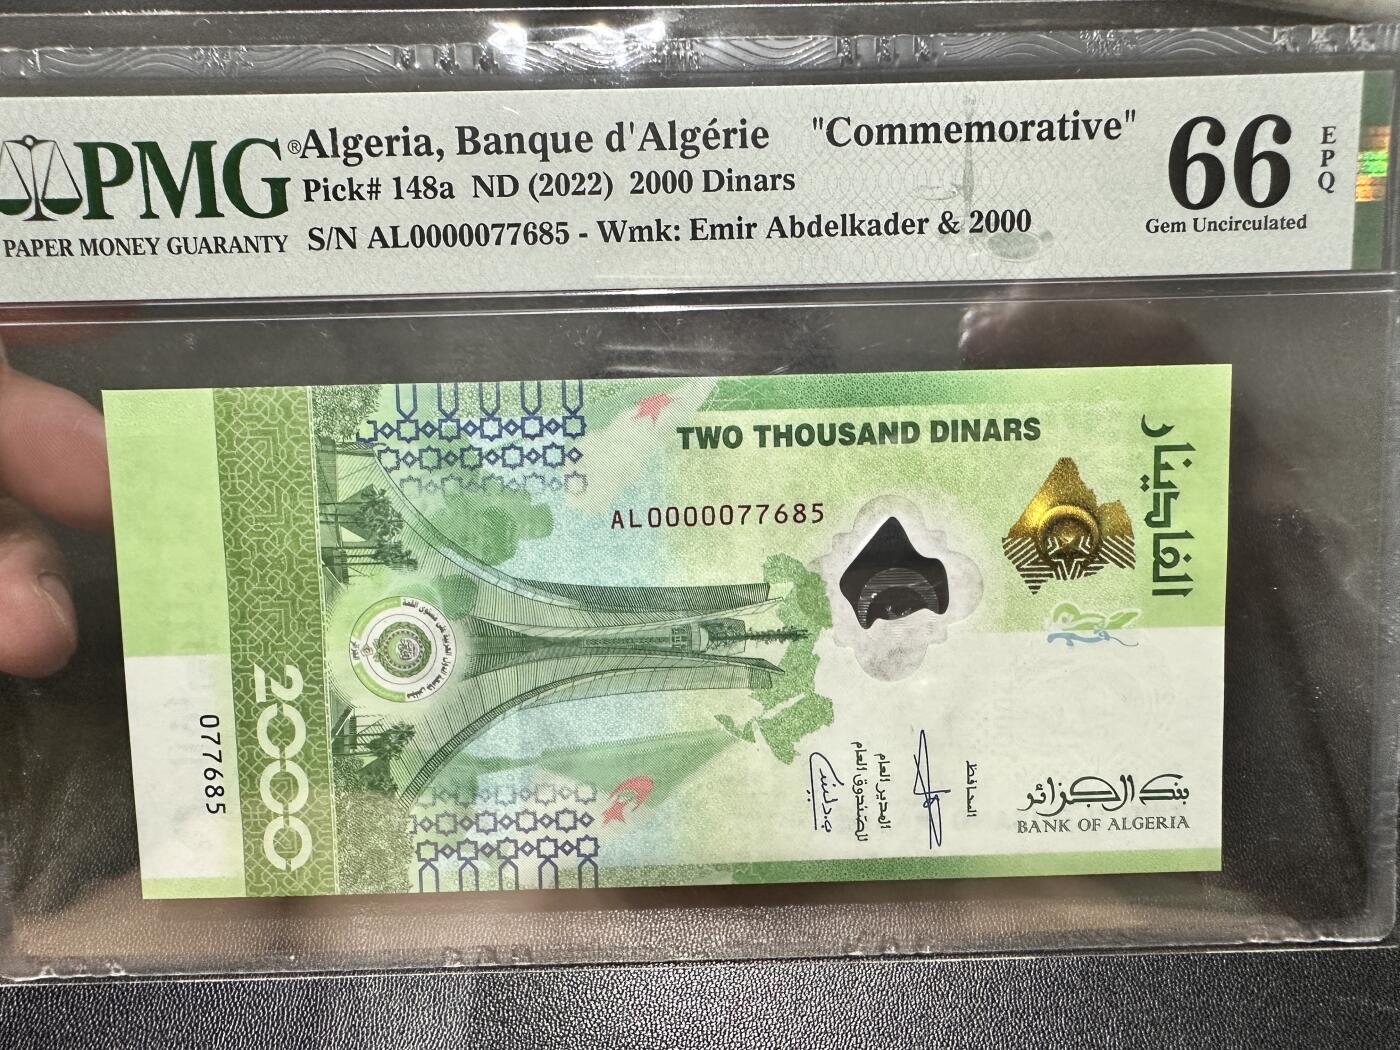 PMG®
PAPER MONEY GUARANTY
Algeria, Banque d'Algérie "Commemorative"
Pick# 148a ND (2022) 2000 Dinars
S/N AL0000077685 - Wmk: Emir Abdelkader & 2000
66
EPQ
Gem Uncirculated
TWO THOUSAND DINARS
AL0000077685
ألفا دينار
المحافظ
المدير العام
للصندوق العام
بنك الجزائر
BANK OF ALGERIA
2000
077685